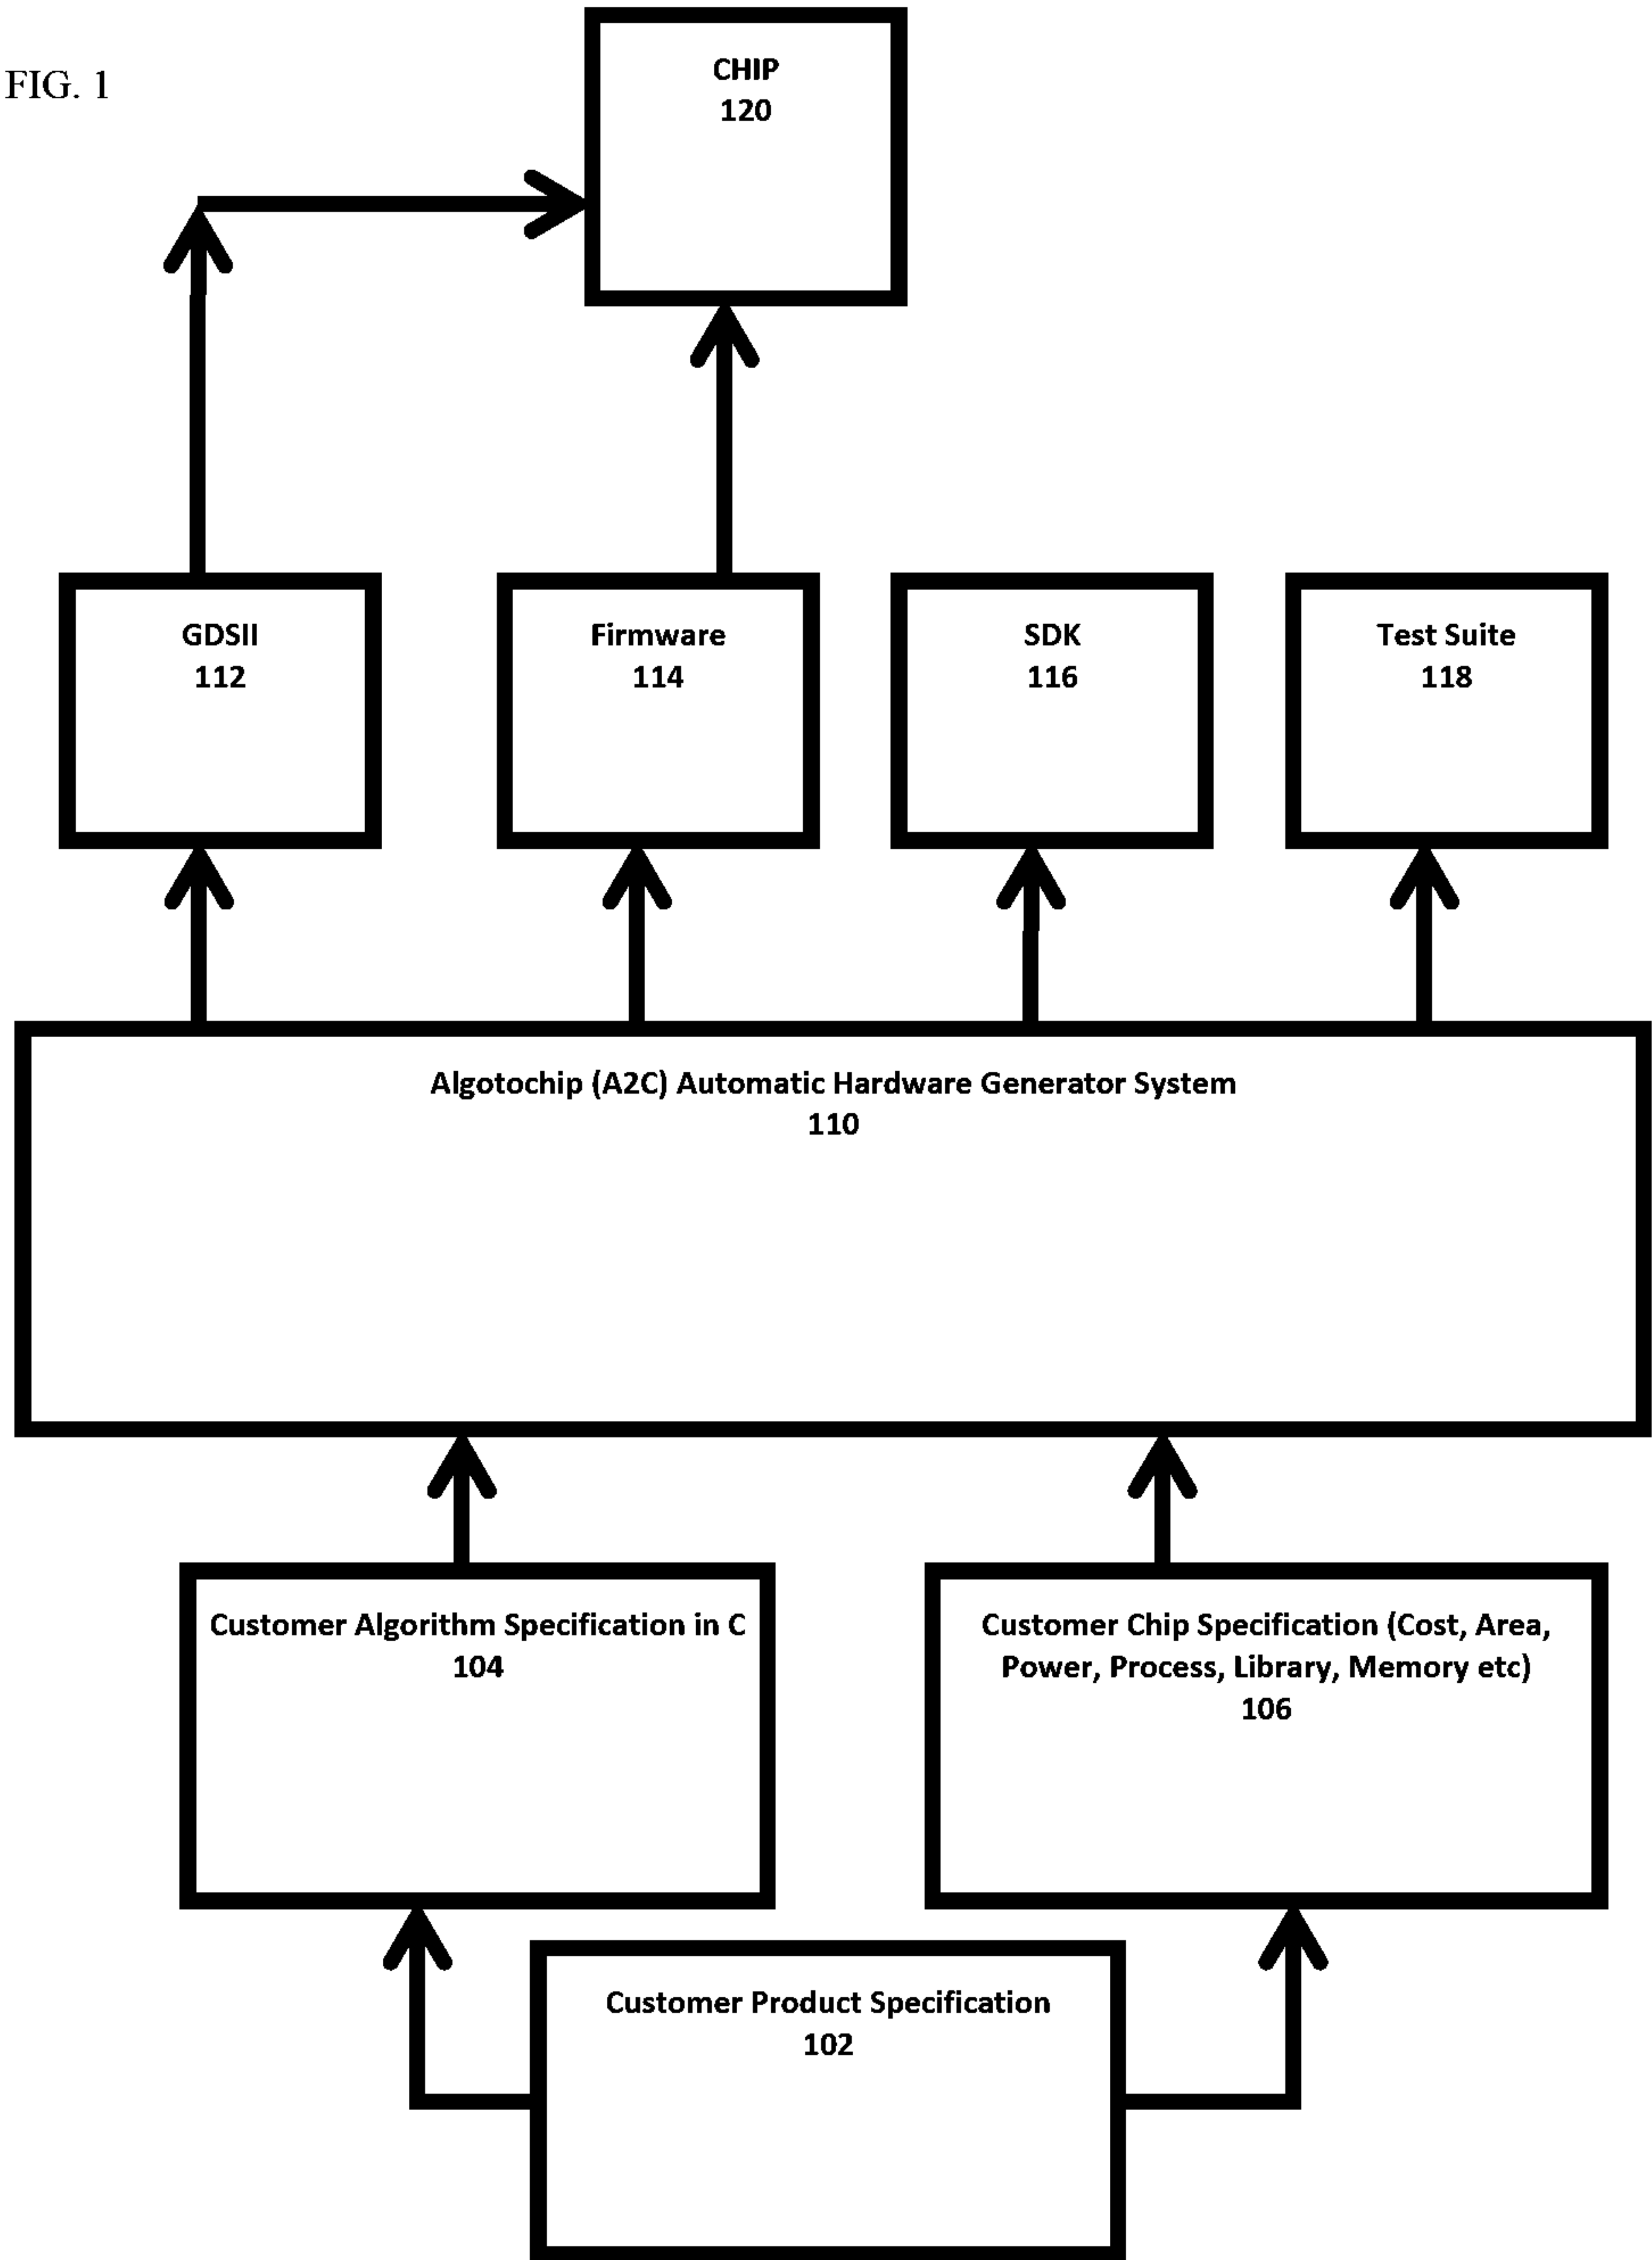 FIG. 1
CHIP
120
GDSII
112
Firmware
114
SDK
116
Test Suite
118
Algotochip (A2C) Automatic Hardware Generator System
110
Customer Algorithm Specification in C
104
Customer Chip Specification (Cost, Area,
Power, Process, Library, Memory etc)
106
Customer Product Specification
102